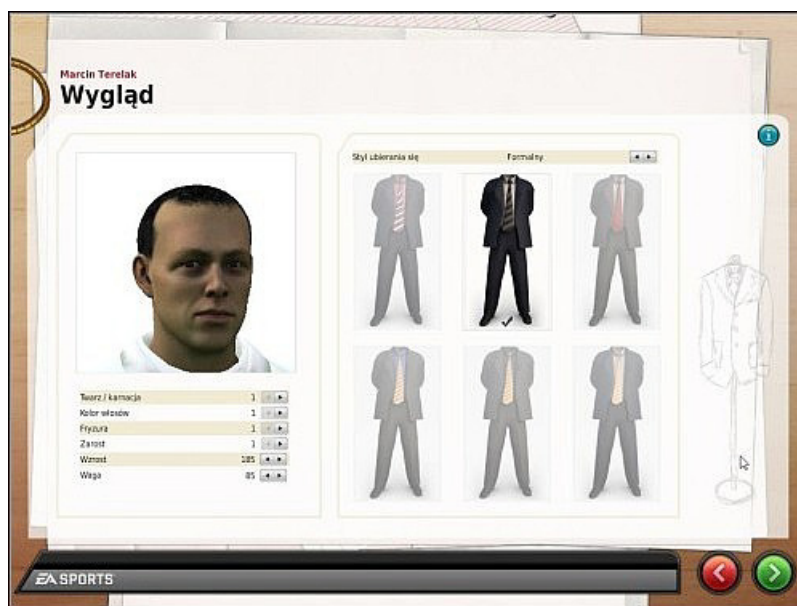 Marcin Terelak
Wygląd
Styl ubierania się Formalny
Twarz / karnacja 1
Kolor włosów 1
Fryzura 1
Zarost 1
Wzrost 185
Waga 85
EA SPORTS